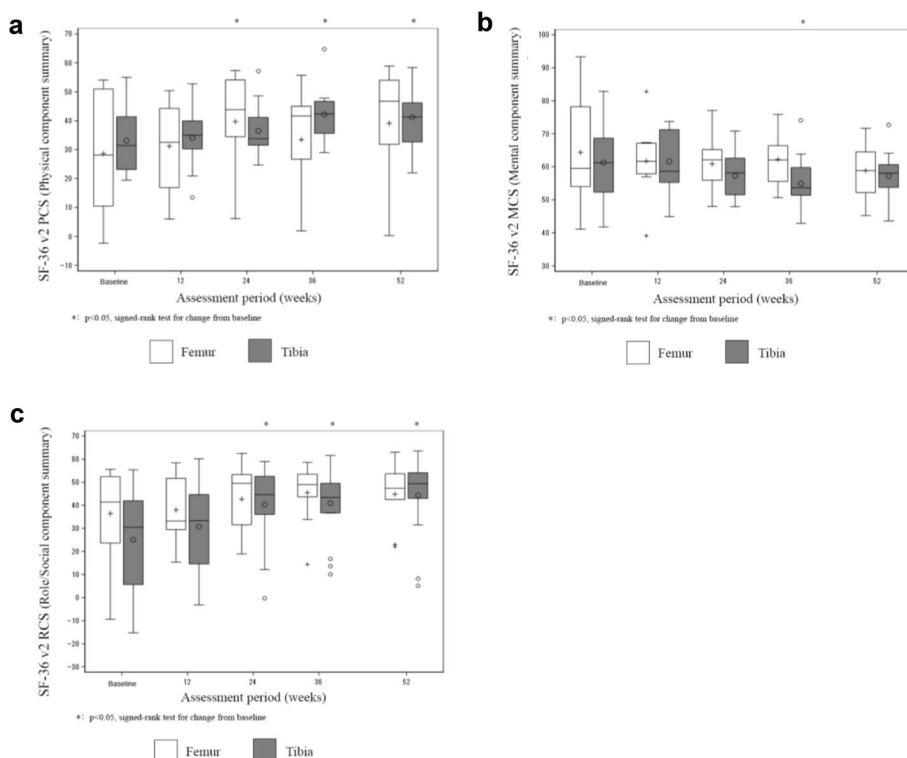 a
* * *
SF-36 v2 PCS (Physical component summary)
70
60
50
40
30
20
10
0
-10
Baseline 12 24 36 52
Assessment period (weeks)
*: p<0.05, signed-rank test for change from baseline
Femur Tibia
b
*
SF-36 v2 MCS (Mental component summary)
100
90
80
70
60
50
40
30
Baseline 12 24 36 52
Assessment period (weeks)
*: p<0.05, signed-rank test for change from baseline
Femur Tibia
c
* * *
SF-36 v2 RCS (Role/Social component summary)
70
60
50
40
30
20
10
0
-10
-20
-30
Baseline 12 24 36 52
Assessment period (weeks)
*: p<0.05, signed-rank test for change from baseline
Femur Tibia